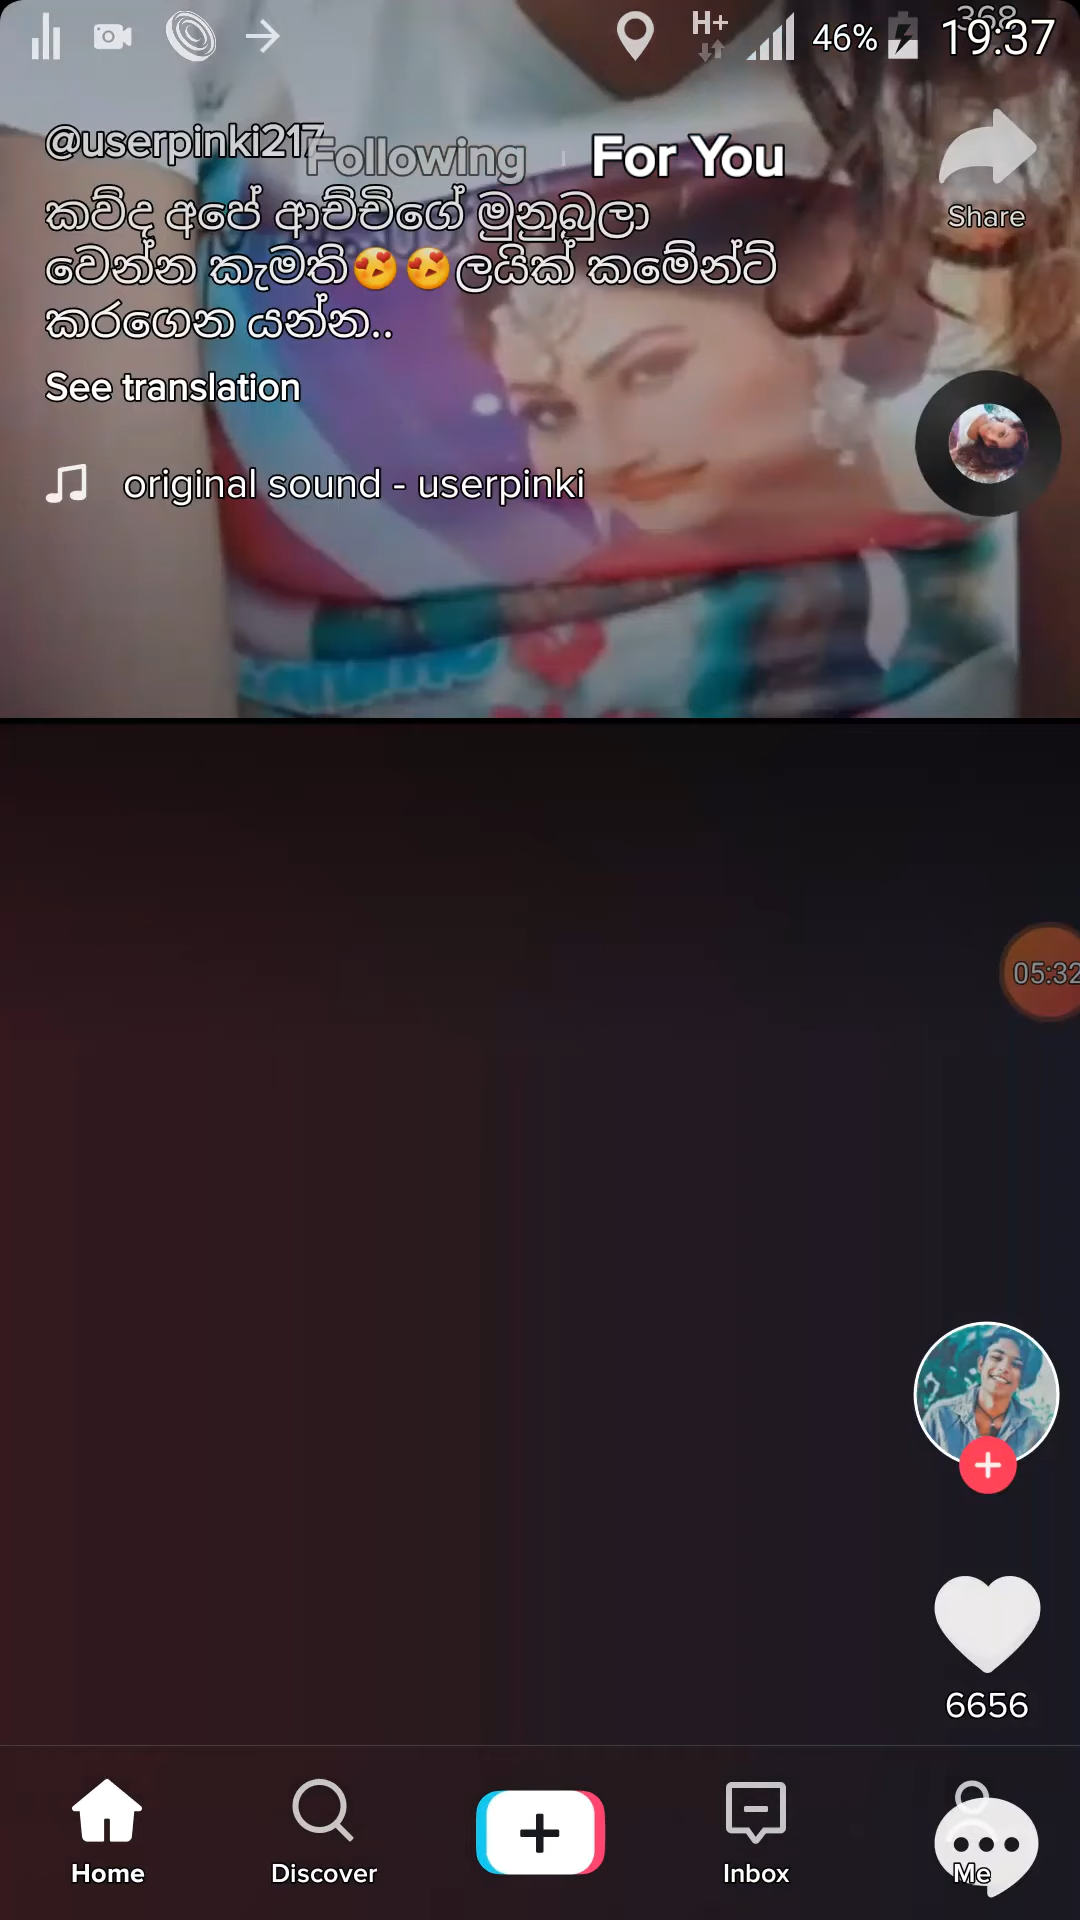 368
H+ 46% 19:37
@userpinki217
Following For You
Share
කව්ද අපේ ආච්චිගේ මුනුබුලා
වෙන්න කැමති😍😍ලයික් කමේන්ට්
කරගෙන යන්න..
See translation
original sound - userpinki
05:32
6656
Home Discover Inbox Me